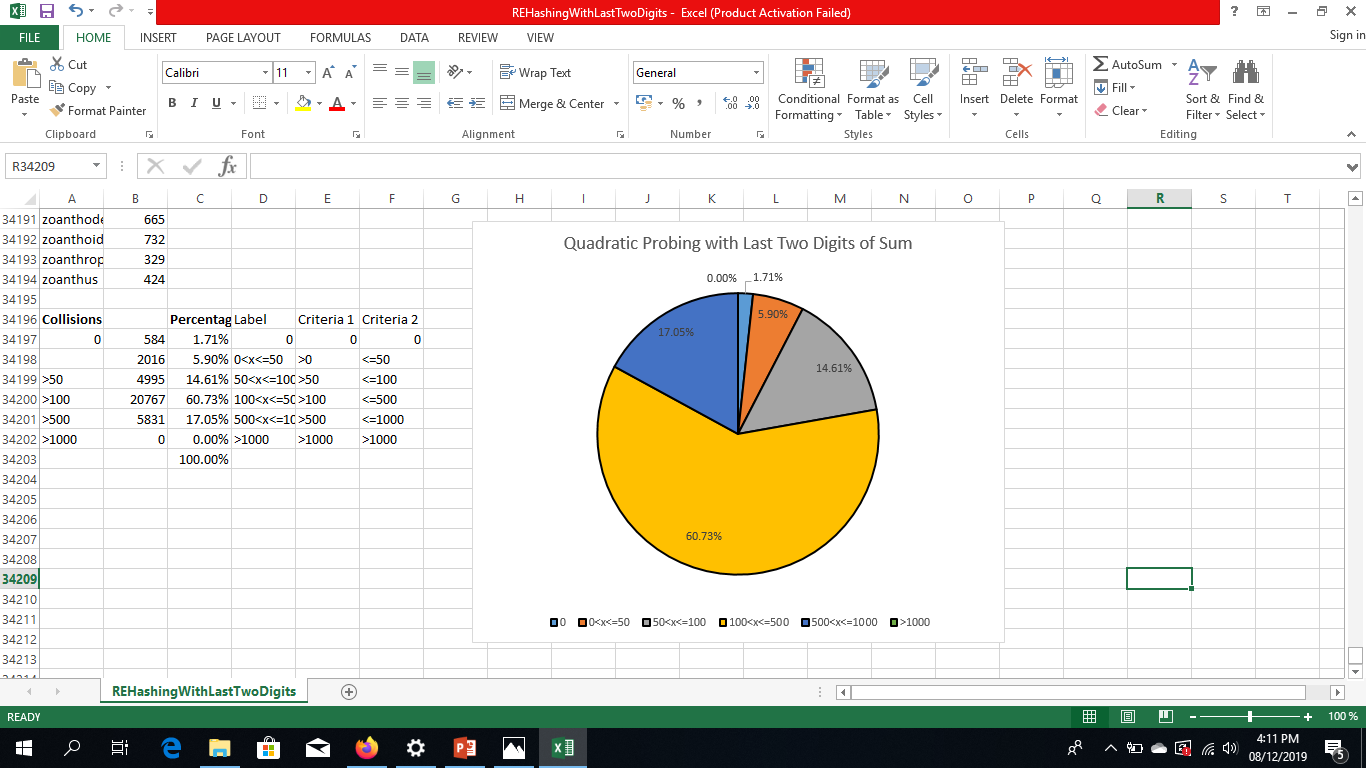 REHashingWithLastTwoDigits - Excel (Product Activation Failed)
FILE HOME INSERT PAGE LAYOUT FORMULAS DATA REVIEW VIEW Sign in
Paste
Cut
Copy
Format Painter
Calibri 11
B I U
Wrap Text
Merge & Center
General
%
Conditional Formatting
Format as Table
Cell Styles
Insert
Delete
Format
AutoSum
Fill
Clear
Sort & Filter
Find & Select
Clipboard Font Alignment Number Styles Cells Editing
R34209 fx
A B C D E F G H I J K L M N O P Q R S T
34191 zoanthode 665
34192 zoanthoid 732
34193 zoanthrop 329
34194 zoanthus 424
34195
34196 Collisions Percentag Label Criteria 1 Criteria 2
34197 0 584 1.71% 0 0 0
34198 2016 5.90% 0<x<=50 >0 <=50
34199 >50 4995 14.61% 50<x<=100 >50 <=100
34200 >100 20767 60.73% 100<x<=50 >100 <=500
34201 >500 5831 17.05% 500<x<=10 >500 <=1000
34202 >1000 0 0.00% >1000 >1000 >1000
34203 100.00%
34204
34205
34206
34207
34208
34209
34210
34211
34212
34213
Quadratic Probing with Last Two Digits of Sum
0.00% 1.71%
5.90%
17.05%
14.61%
60.73%
0 0<x<=50 50<x<=100 100<x<=500 500<x<=1000 >1000
REHashingWithLastTwoDigits
READY 100 %
4:11 PM
08/12/2019
5